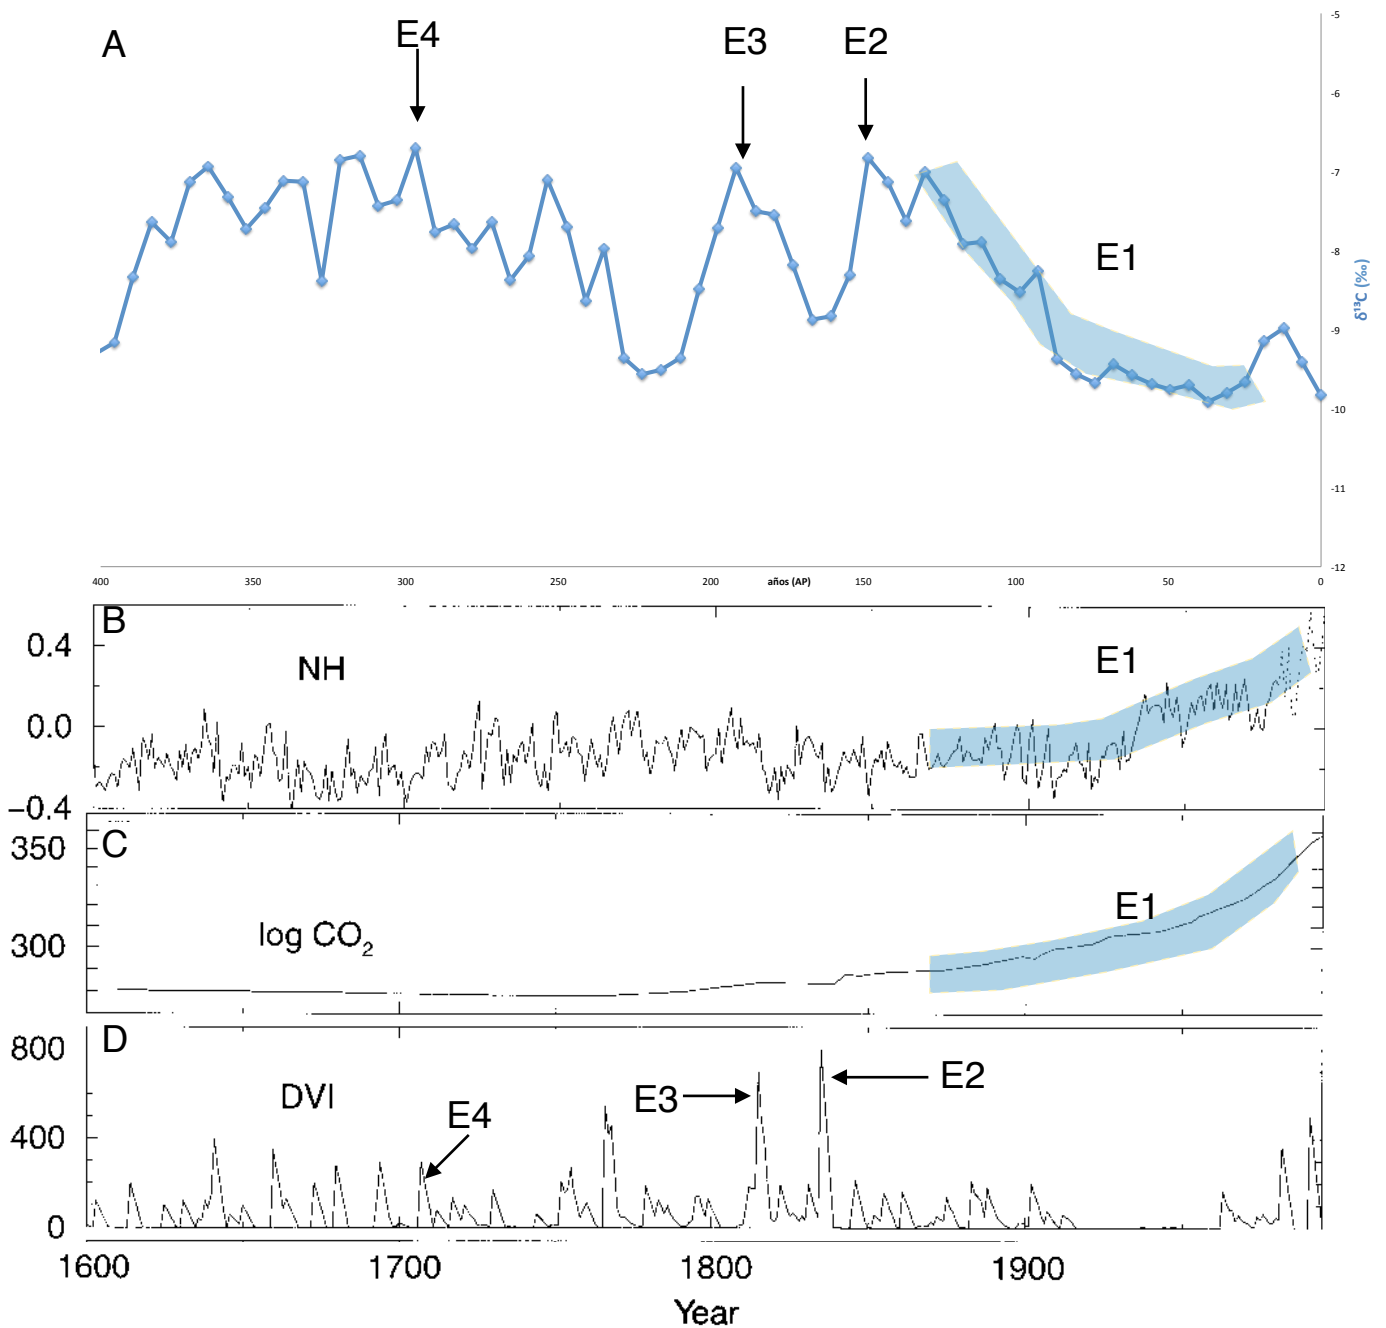 A
E4
E3
E2
E1
-5
-6
-7
-8
-9
-10
-11
-12
δ¹³C (‰)
400 350 300 250 200 años (AP) 150 100 50 0
B
NH
E1
0.4
0.0
−0.4
C
log CO₂
E1
350
300
D
DVI
E4
E3
E2
800
400
0
1600 1700 1800 1900
Year